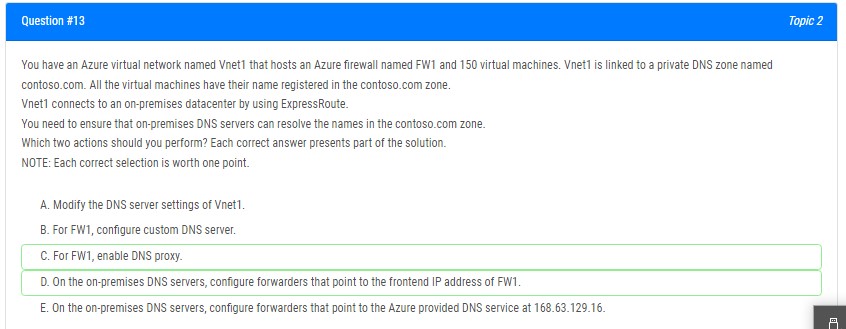 Question #13
Topic 2
You have an Azure virtual network named Vnet1 that hosts an Azure firewall named FW1 and 150 virtual machines. Vnet1 is linked to a private DNS zone named
contoso.com. All the virtual machines have their name registered in the contoso.com zone.
Vnet1 connects to an on-premises datacenter by using ExpressRoute.
You need to ensure that on-premises DNS servers can resolve the names in the contoso.com zone.
Which two actions should you perform? Each correct answer presents part of the solution.
NOTE: Each correct selection is worth one point.
A. Modify the DNS server settings of Vnet1.
B. For FW1, configure custom DNS server.
C. For FW1, enable DNS proxy.
D. On the on-premises DNS servers, configure forwarders that point to the frontend IP address of FW1.
E. On the on-premises DNS servers, configure forwarders that point to the Azure provided DNS service at 168.63.129.16.